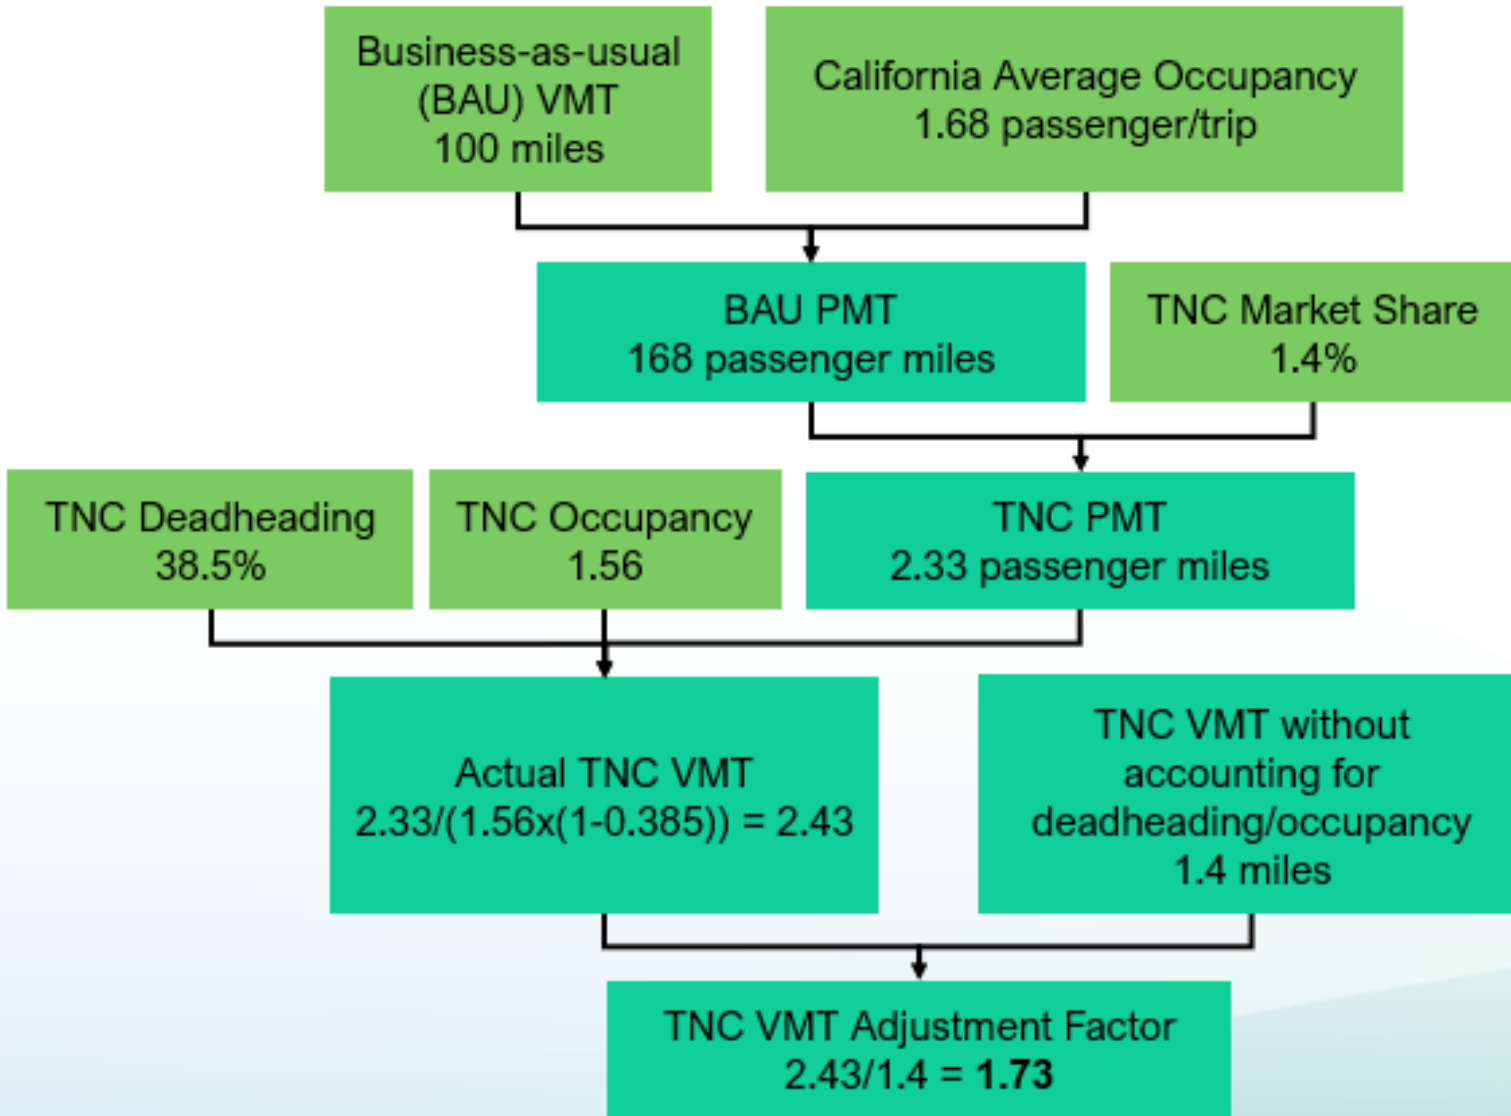 Business-as-usual
(BAU) VMT
100 miles
California Average Occupancy
1.68 passenger/trip
BAU PMT
168 passenger miles
TNC Market Share
1.4%
TNC Deadheading
38.5%
TNC Occupancy
1.56
TNC PMT
2.33 passenger miles
Actual TNC VMT
2.33/(1.56x(1-0.385)) = 2.43
TNC VMT without
accounting for
deadheading/occupancy
1.4 miles
TNC VMT Adjustment Factor
2.43/1.4 = 1.73